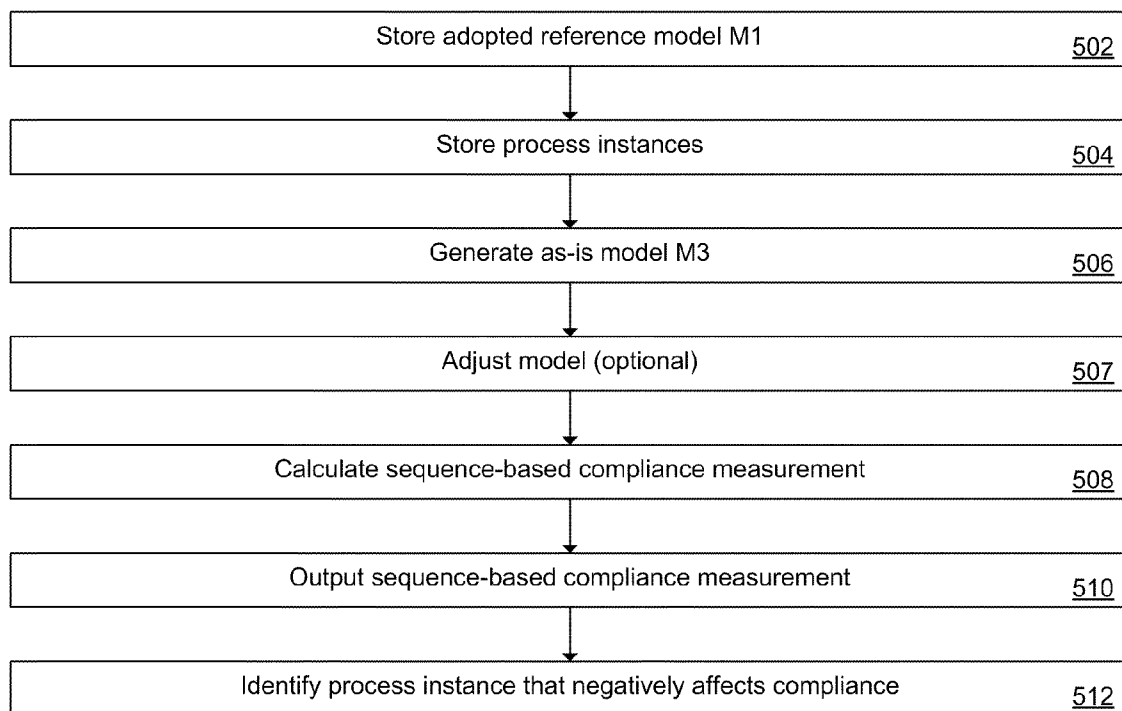 Store adopted reference model M1
502
Store process instances
504
Generate as-is model M3
506
Adjust model (optional)
507
Calculate sequence-based compliance measurement
508
Output sequence-based compliance measurement
510
Identify process instance that negatively affects compliance
512